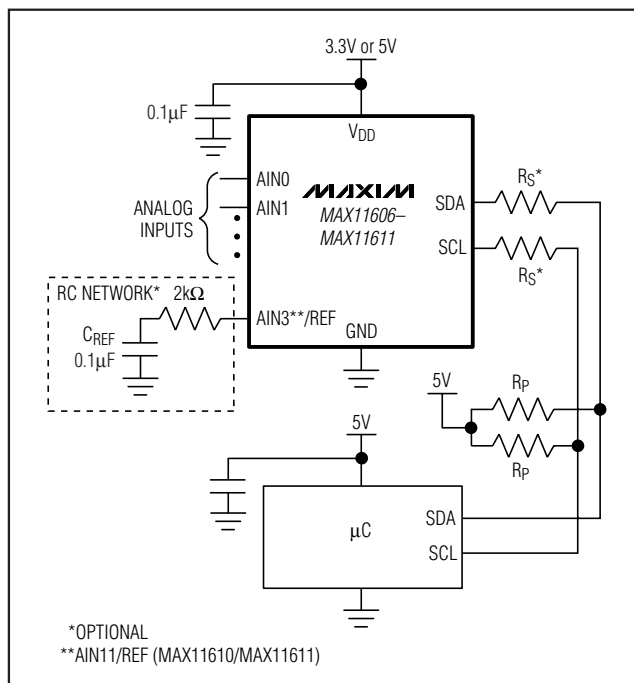 3.3V or 5V
0.1µF
VDD
AIN0
AIN1
ANALOG
INPUTS
MAXIM
MAX11606–
MAX11611
SDA
SCL
RS*
RS*
RC NETWORK*
2kΩ
CREF
0.1µF
AIN3**/REF
GND
5V
RP
RP
5V
µC
SDA
SCL
*OPTIONAL
**AIN11/REF (MAX11610/MAX11611)